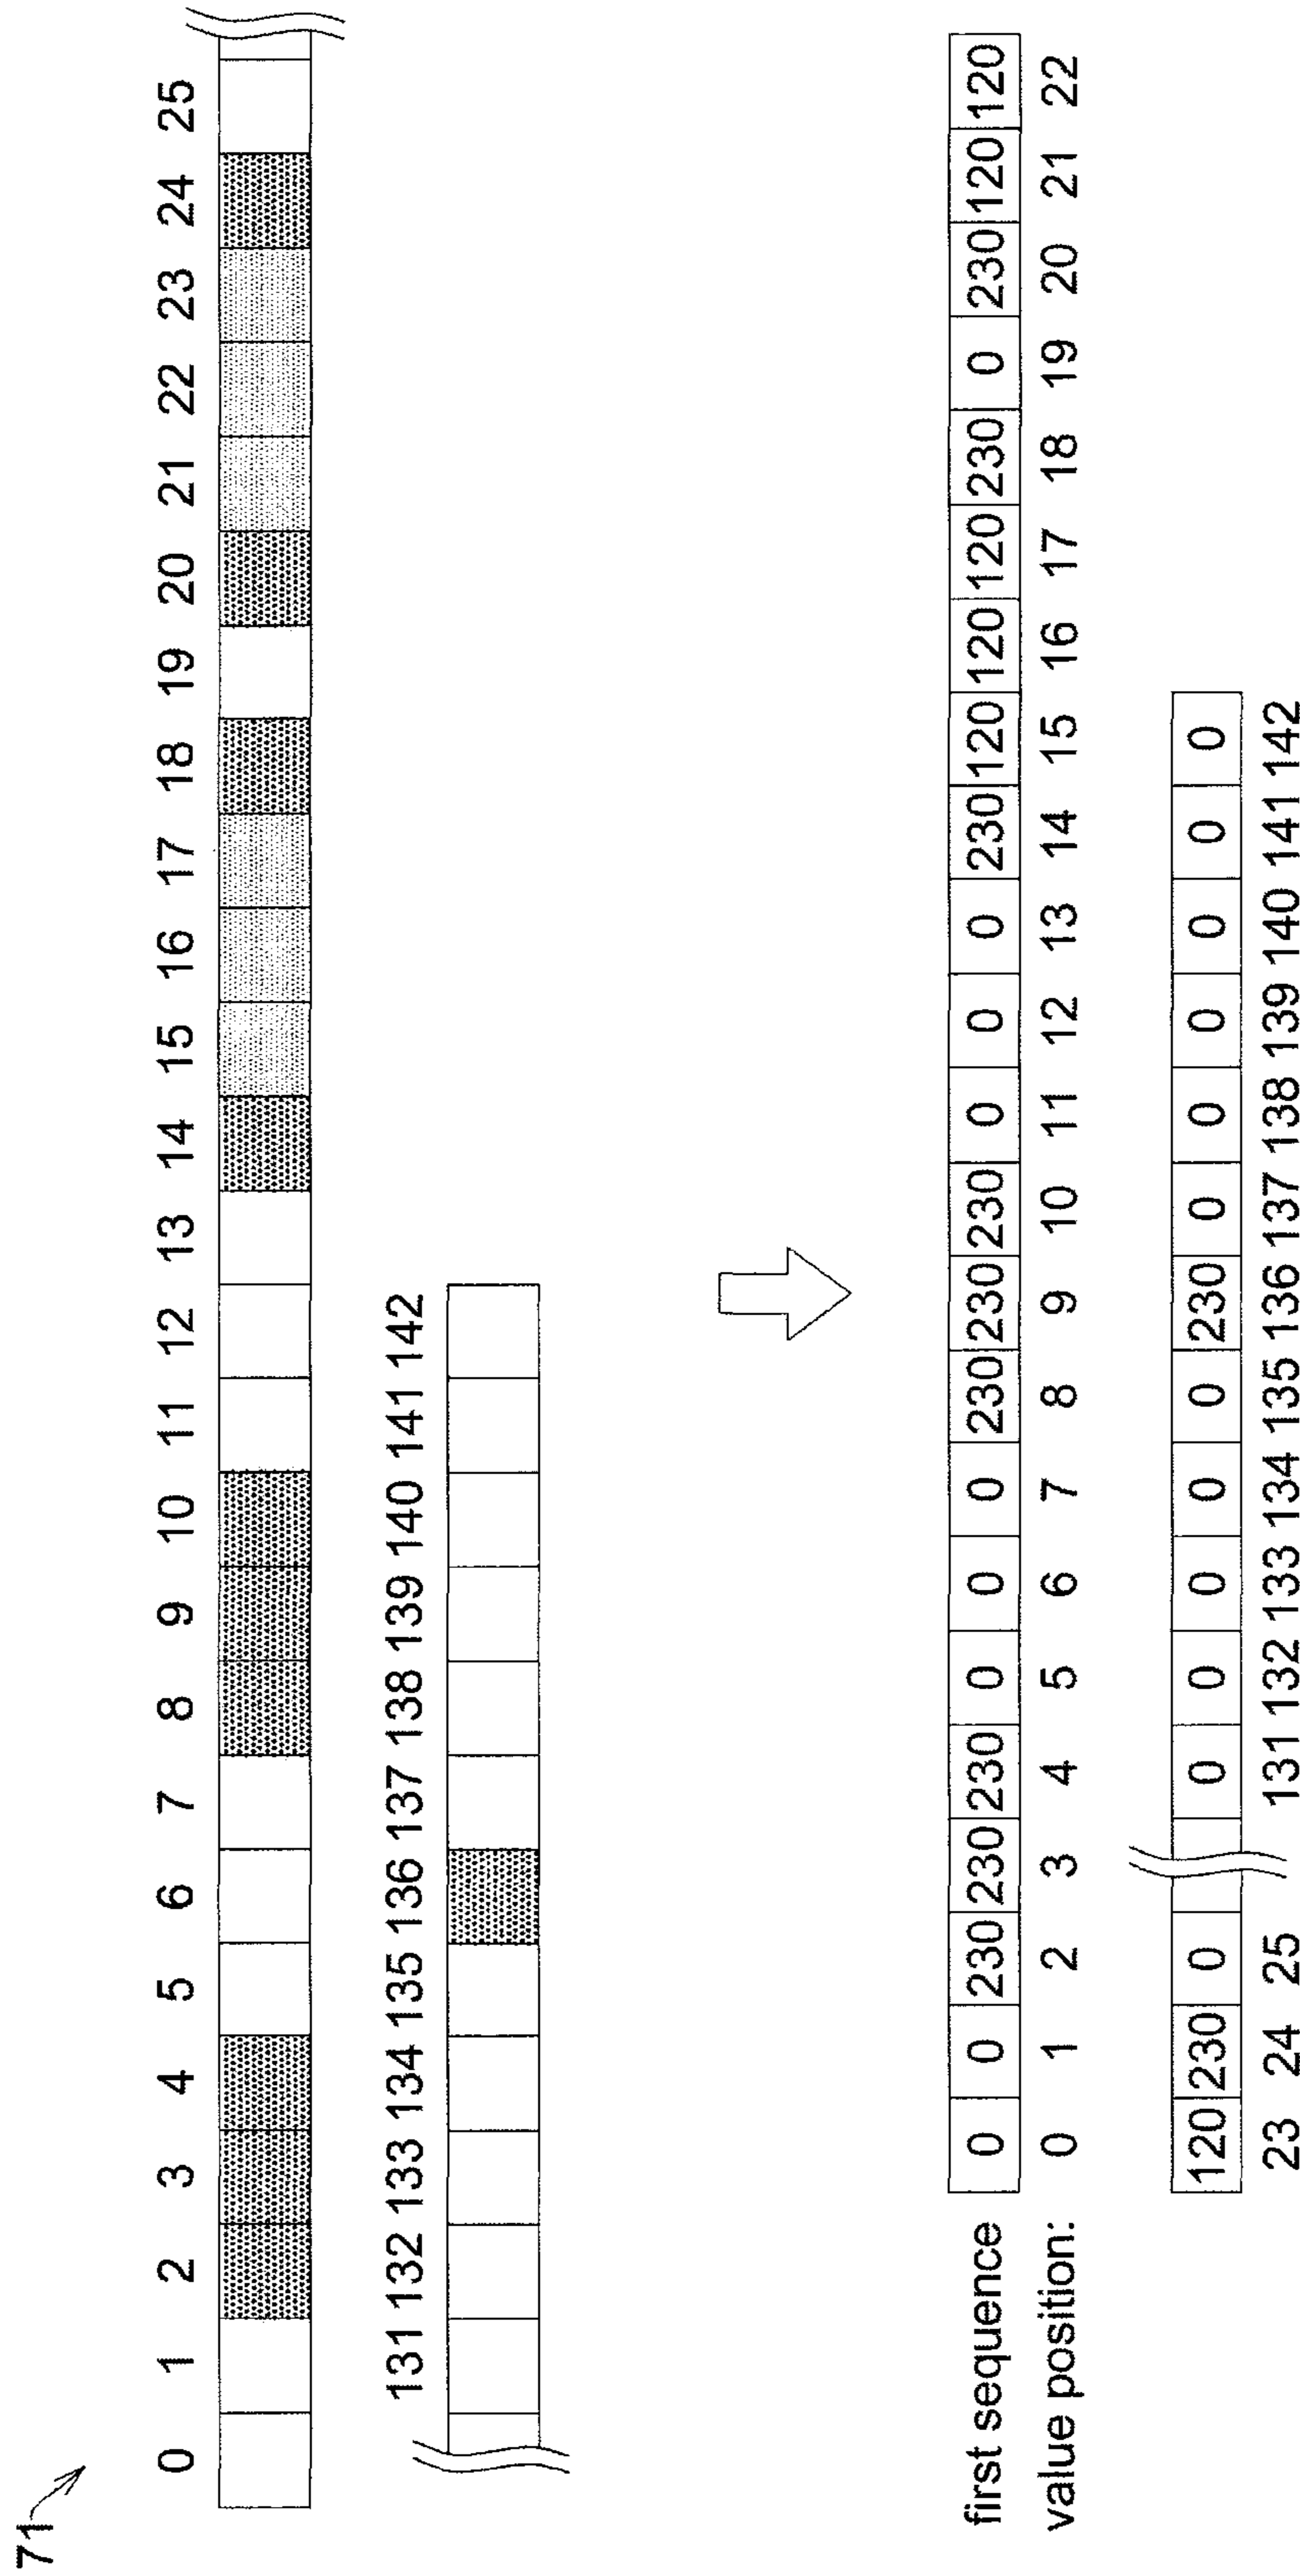 71
0 1 2 3 4 5 6 7 8 9 10 11 12 13 14 15 16 17 18 19 20 21 22 23 24 25
131 132 133 134 135 136 137 138 139 140 141 142
first sequence 0 0 230 230 230 0 0 0 230 230 230 0 0 0 230 120 120 120 230 0 230 120 120
value position: 0 1 2 3 4 5 6 7 8 9 10 11 12 13 14 15 16 17 18 19 20 21 22
120 230 0 0 0 0 0 0 230 0 0 0 0 0 0
23 24 25 131 132 133 134 135 136 137 138 139 140 141 142